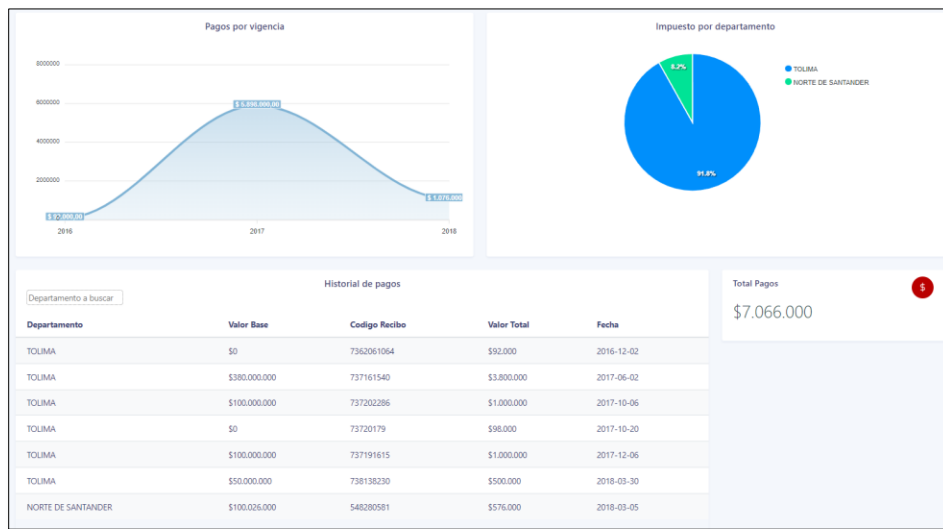 Pagos por vigencia
8000000
6000000
$ 5.898.000,00
4000000
2000000
$ 1.076.000
0
2016
2017
2018
Impuesto por departamento
8.2%
91.8%
TOLIMA
NORTE DE SANTANDER
Historial de pagos
Departamento a buscar
Departamento Valor Base Codigo Recibo Valor Total Fecha
TOLIMA $0 7362061064 $92.000 2016-12-02
TOLIMA $380.000.000 737161540 $3.800.000 2017-06-02
TOLIMA $100.000.000 737202286 $1.000.000 2017-10-06
TOLIMA $0 73720179 $98.000 2017-10-20
TOLIMA $100.000.000 737191615 $1.000.000 2017-12-06
TOLIMA $50.000.000 738138230 $500.000 2018-03-30
NORTE DE SANTANDER $100.026.000 548280581 $576.000 2018-03-05
Total Pagos
$
$7.066.000